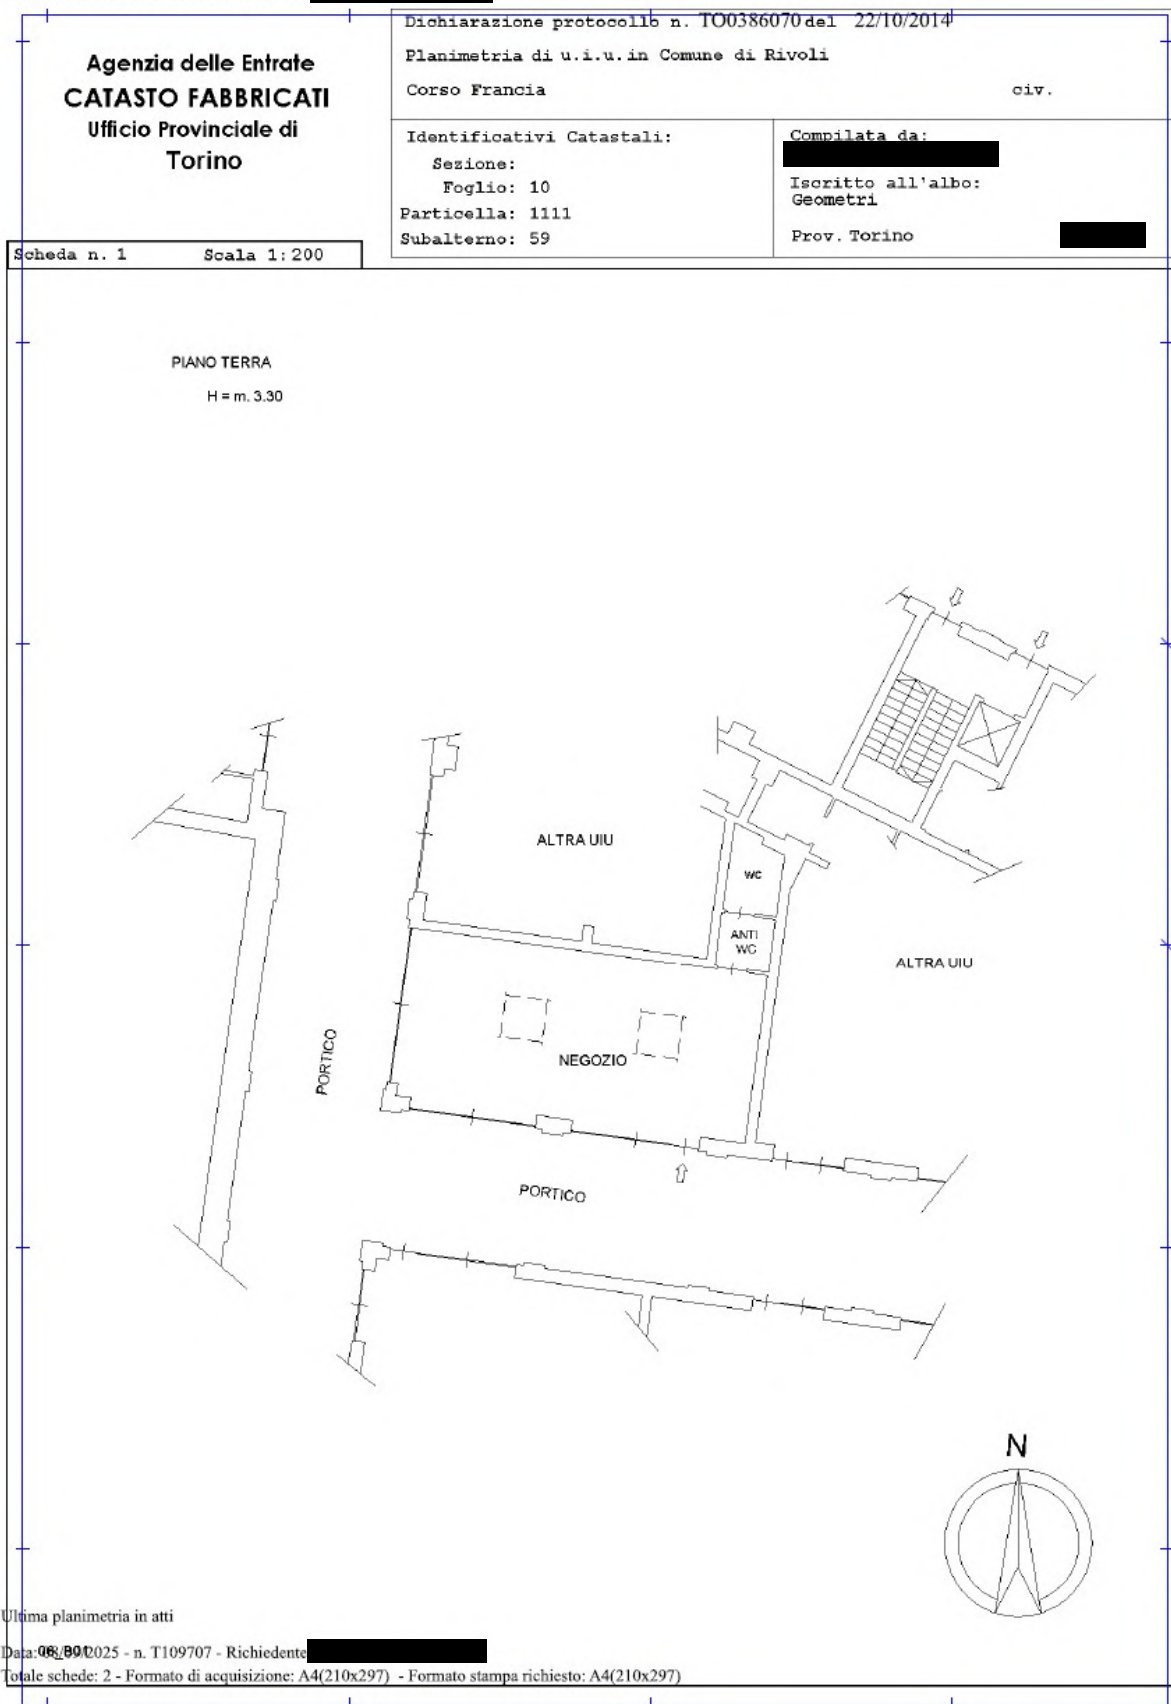 Dichiarazione protocollo n. TO0386070 del 22/10/2014
Agenzia delle Entrate
CATASTO FABBRICATI
Ufficio Provinciale di
Torino
Planimetria di u.i.u. in Comune di Rivoli
Corso Francia civ.
Identificativi Catastali:
Sezione:
Foglio: 10
Particella: 1111
Subalterno: 59
Compilata da:
Iscritto all'albo:
Geometri
Prov. Torino
Scheda n. 1 Scala 1:200
PIANO TERRA
H = m. 3.30
ALTRA UIU
WC
ANTI
WC
ALTRA UIU
PORTICO
NEGOZIO
PORTICO
N
Ultima planimetria in atti
Data: 2025 - n. T109707 - Richiedente
Totale schede: 2 - Formato di acquisizione: A4(210x297) - Formato stampa richiesto: A4(210x297)